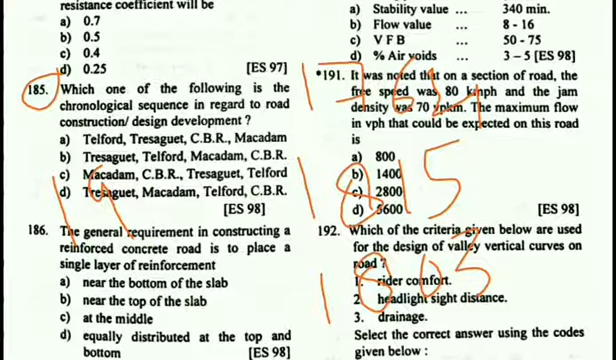 resistance coefficient will be
a) 0.7
b) 0.5
c) 0.4
d) 0.25 [ES 97]
185. Which one of the following is the
chronological sequence in regard to road
construction/ design development ?
a) Telford, Tresaguet, C.B.R., Macadam
b) Tresaguet, Telford, Macadam, C.B.R.
c) Macadam, C.B.R., Tresaguet, Telford
d) Tresaguet, Macadam, Telford, C.B.R.
[ES 98]
186. The general requirement in constructing a
reinforced concrete road is to place a
single layer of reinforcement
a) near the bottom of the slab
b) near the top of the slab
c) at the middle
d) equally distributed at the top and
bottom [ES 98]
a) Stability value ... 340 min.
b) Flow value ... 8 - 16
c) V F B ... 50 - 75
d) % Air voids ... 3 – 5 [ES 98]
*191. It was noted that on a section of road, the
free speed was 80 kmph and the jam
density was 70 vpkm. The maximum flow
in vph that could be expected on this road
is
a) 800
b) 1400
c) 2800
d) 5600 [ES 98]
192. Which of the criteria given below are used
for the design of valley vertical curves on
road ?
1. rider comfort.
2. headlight sight distance.
3. drainage.
Select the correct answer using the codes
given below :
1815
1803
19